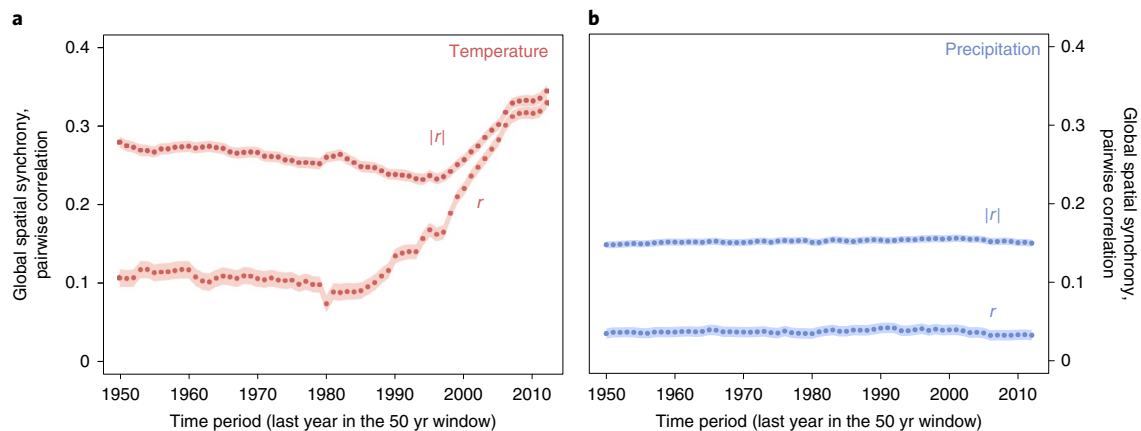 a
Temperature
0.4
0.3
0.2
0.1
0
Global spatial synchrony,
pairwise correlation
|r|
r
1950 1960 1970 1980 1990 2000 2010
Time period (last year in the 50 yr window)
b
Precipitation
0.4
0.3
0.2
0.1
0
Global spatial synchrony,
pairwise correlation
|r|
r
1950 1960 1970 1980 1990 2000 2010
Time period (last year in the 50 yr window)